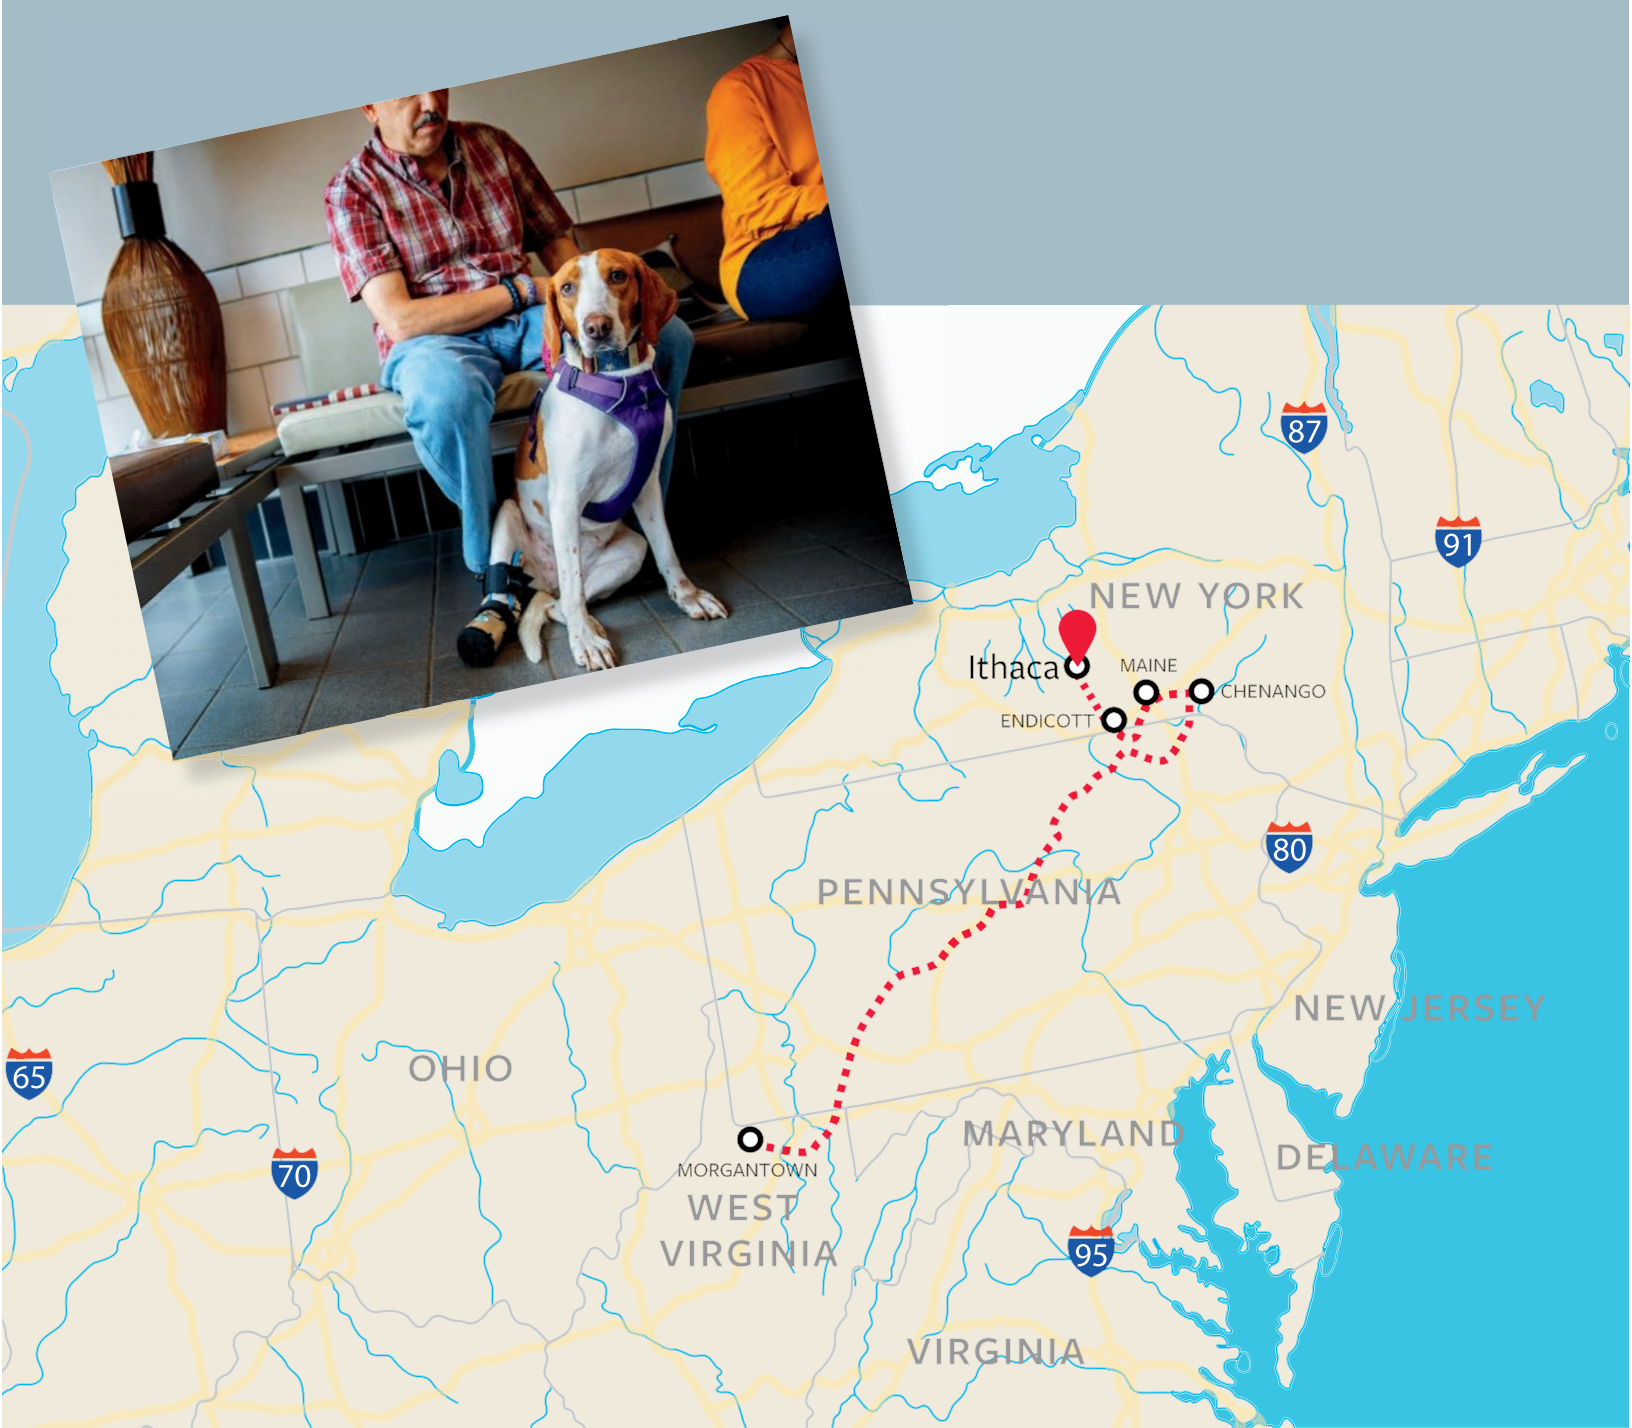 87
91
NEW YORK
Ithaca
MAINE
CHENANGO
ENDICOTT
80
PENNSYLVANIA
NEW JERSEY
65
OHIO
MARYLAND
DELAWARE
70
MORGANTOWN
WEST
VIRGINIA
95
VIRGINIA